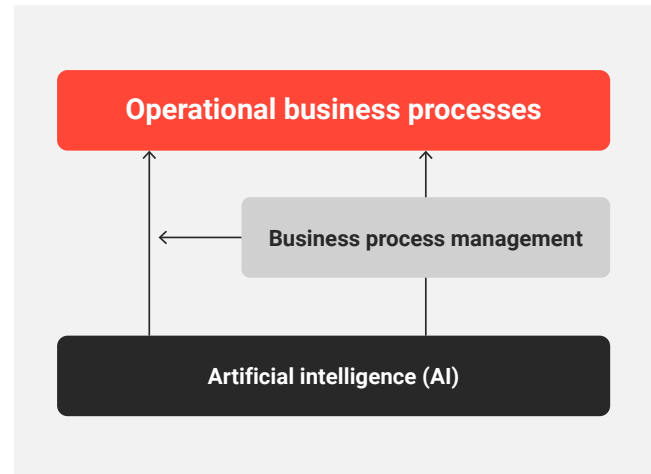 Operational business processes
Business process management
Artificial intelligence (AI)